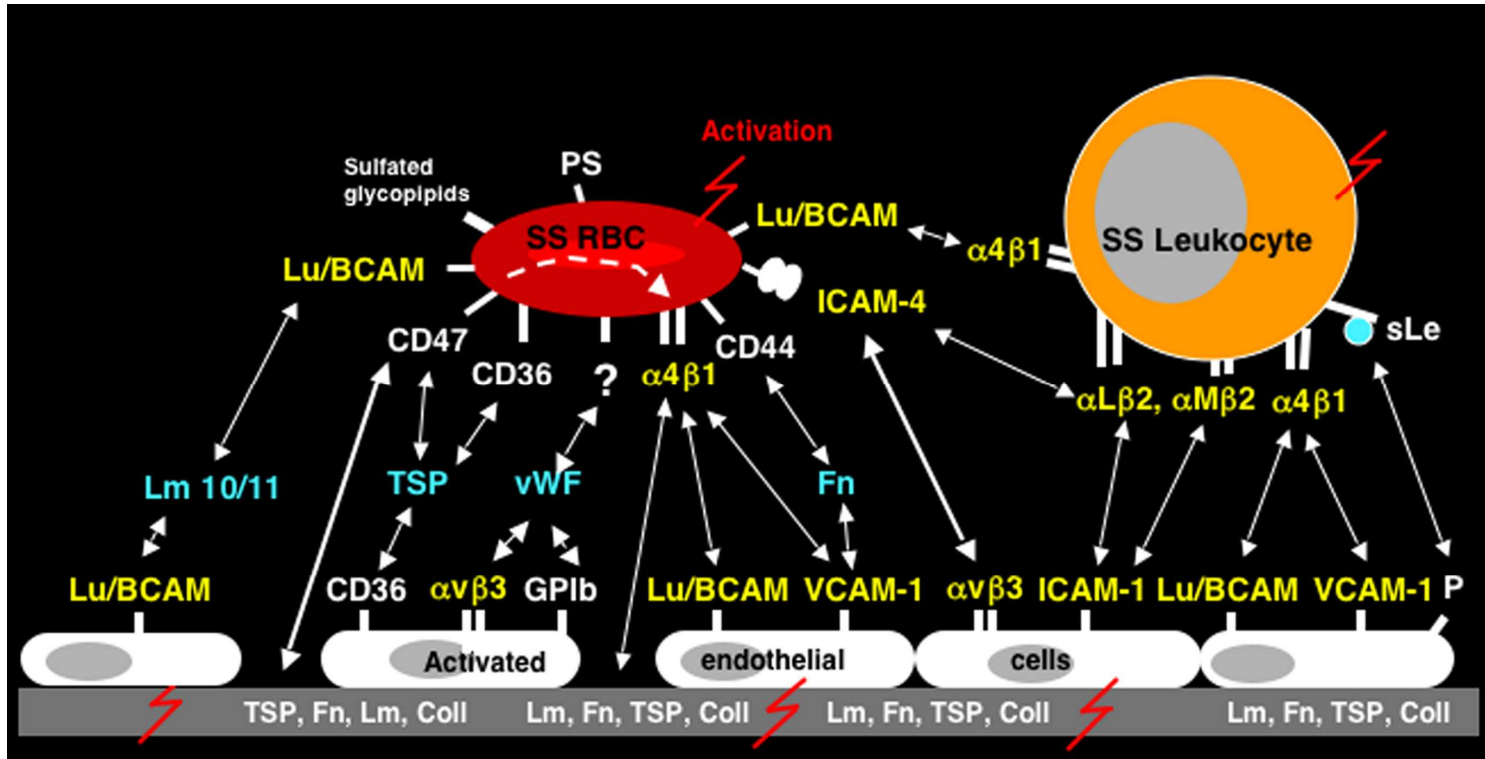 Activation
Sulfated
glycopipids
PS
Lu/BCAM
SS RBC
α4β1
SS Leukocyte
Lu/BCAM
ICAM-4
CD47
CD44
sLe
CD36
?
α4β1
αLβ2, αMβ2
α4β1
Lm 10/11
TSP
vWF
Fn
Lu/BCAM
CD36
αvβ3
GPIb
Lu/BCAM
VCAM-1
αvβ3
ICAM-1
Lu/BCAM
VCAM-1
P
Activated
endothelial
cells
TSP, Fn, Lm, Coll
Lm, Fn, TSP, Coll
Lm, Fn, TSP, Coll
Lm, Fn, TSP, Coll